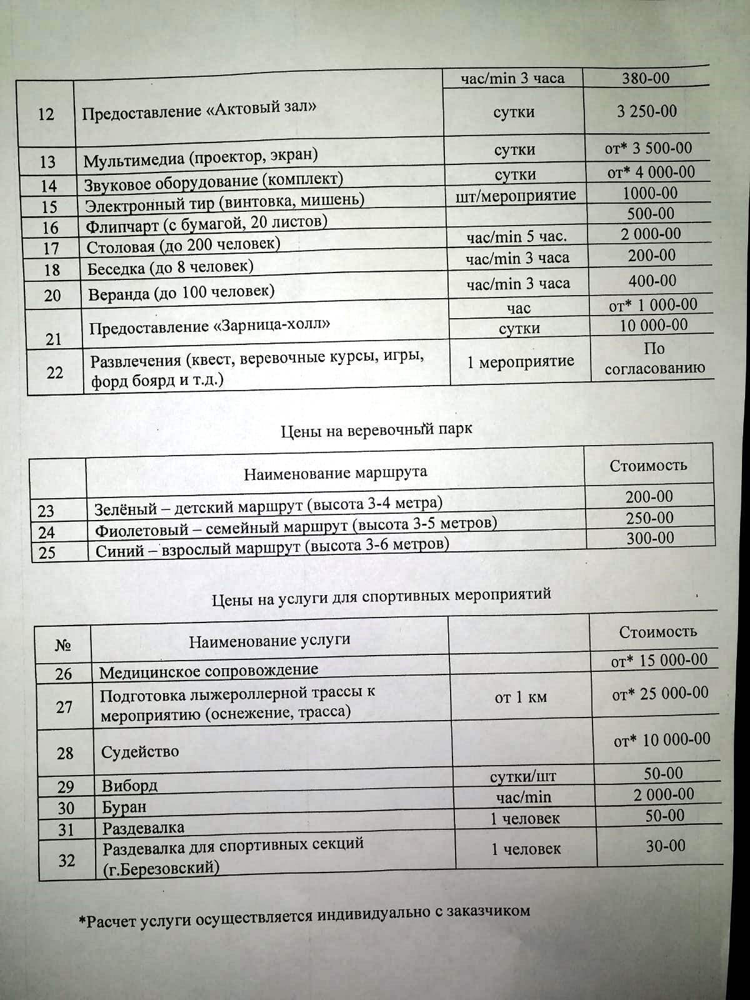 час/min 3 часа 380-00
12 Предоставление «Актовый зал» сутки 3 250-00
13 Мультимедиа (проектор, экран) сутки от* 3 500-00
14 Звуковое оборудование (комплект) сутки от* 4 000-00
15 Электронный тир (винтовка, мишень) шт/мероприятие 1000-00
16 Флипчарт (с бумагой, 20 листов) 500-00
17 Столовая (до 200 человек) час/min 5 час. 2 000-00
18 Беседка (до 8 человек) час/min 3 часа 200-00
20 Веранда (до 100 человек) час/min 3 часа 400-00
час от* 1 000-00
21 Предоставление «Зарница-холл» сутки 10 000-00
22 Развлечения (квест, веревочные курсы, игры, 1 мероприятие По
форд боярд и т.д.) согласованию
Цены на веревочный парк
Наименование маршрута Стоимость
23 Зелёный – детский маршрут (высота 3-4 метра) 200-00
24 Фиолетовый – семейный маршрут (высота 3-5 метров) 250-00
25 Синий – взрослый маршрут (высота 3-6 метров) 300-00
Цены на услуги для спортивных мероприятий
№ Наименование услуги Стоимость
26 Медицинское сопровождение от* 15 000-00
27 Подготовка лыжероллерной трассы к от 1 км от* 25 000-00
мероприятию (оснежение, трасса)
28 Судейство от* 10 000-00
29 Виборд сутки/шт 50-00
30 Буран час/min 2 000-00
31 Раздевалка 1 человек 50-00
32 Раздевалка для спортивных секций 1 человек 30-00
(г.Березовский)
*Расчет услуги осуществляется индивидуально с заказчиком